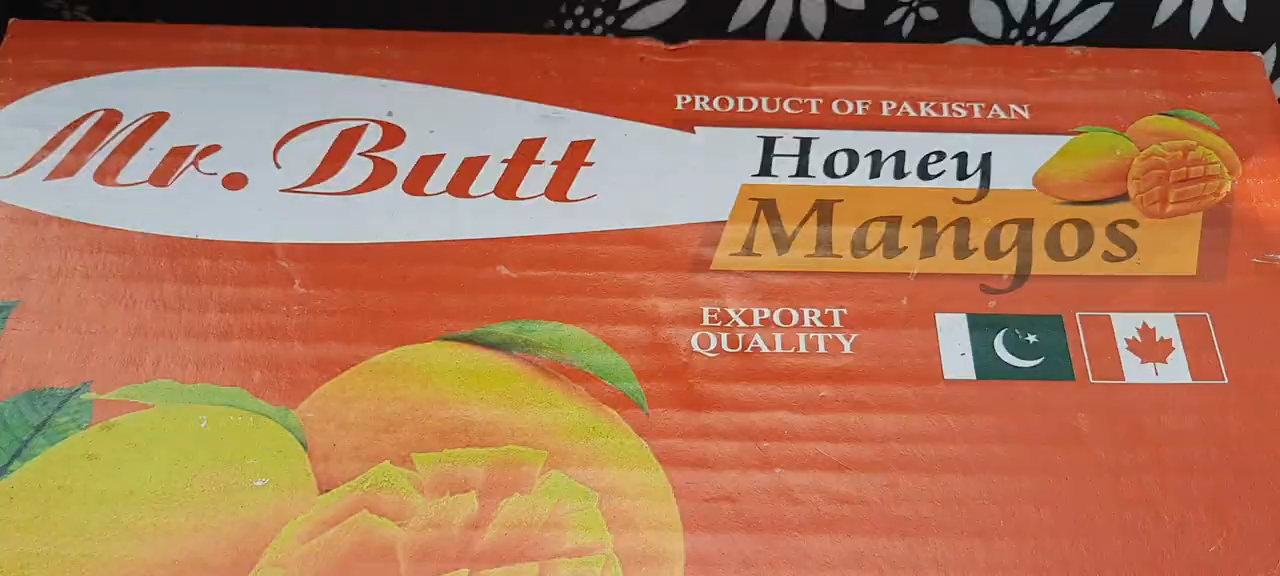 Mr. Butt
PRODUCT OF PAKISTAN
Honey
Mangos
EXPORT
QUALITY